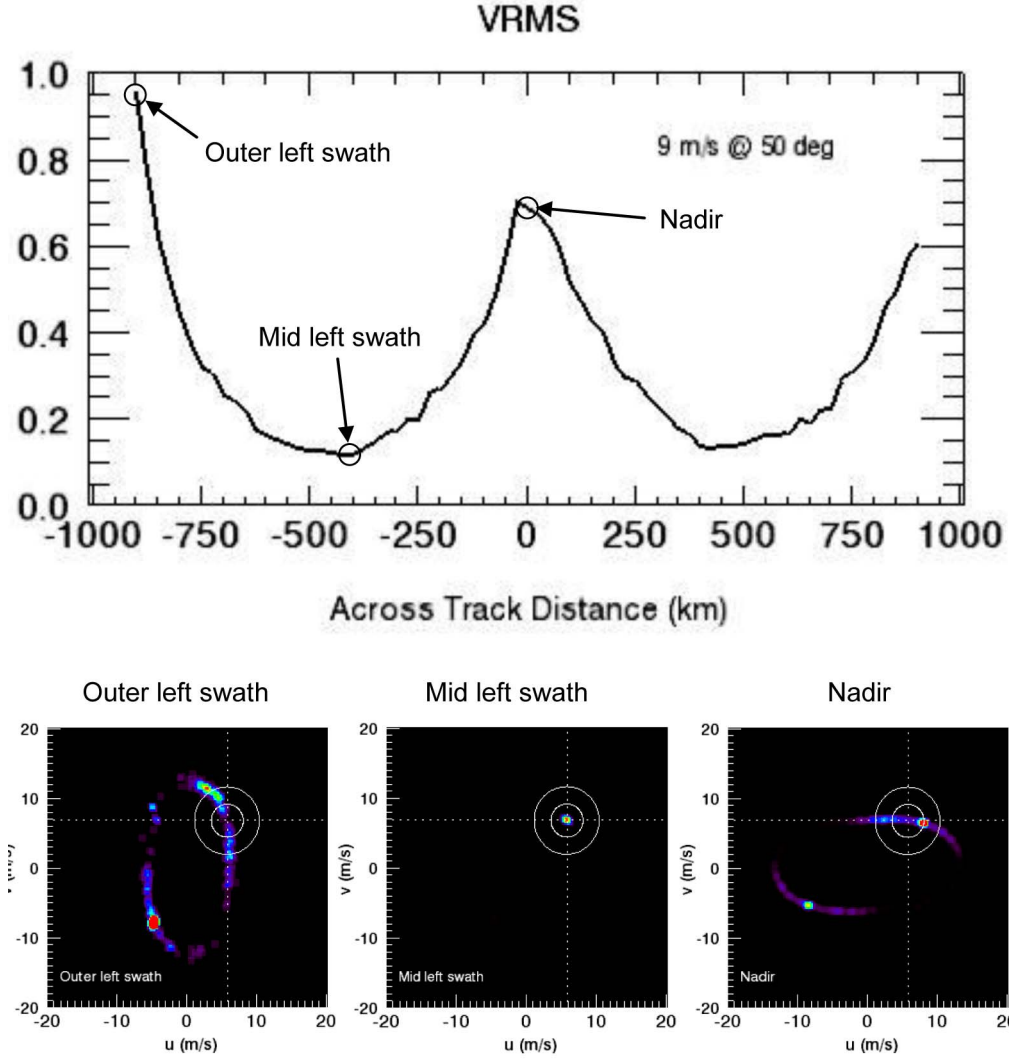 VRMS
1.0
0.8
0.6
0.4
0.2
0.0
Outer left swath
9 m/s @ 50 deg
Nadir
Mid left swath
-1000 -750 -500 -250 0 250 500 750 1000
Across Track Distance (km)
Outer left swath Mid left swath Nadir
20 20 20
10 10 10
0 0 0
-10 -10 -10
-20 -20 -20
v (m/s) v (m/s) v (m/s)
Outer left swath Mid left swath Nadir
-20 -10 0 10 20 -20 -10 0 10 20 -20 -10 0 10 20
u (m/s) u (m/s) u (m/s)